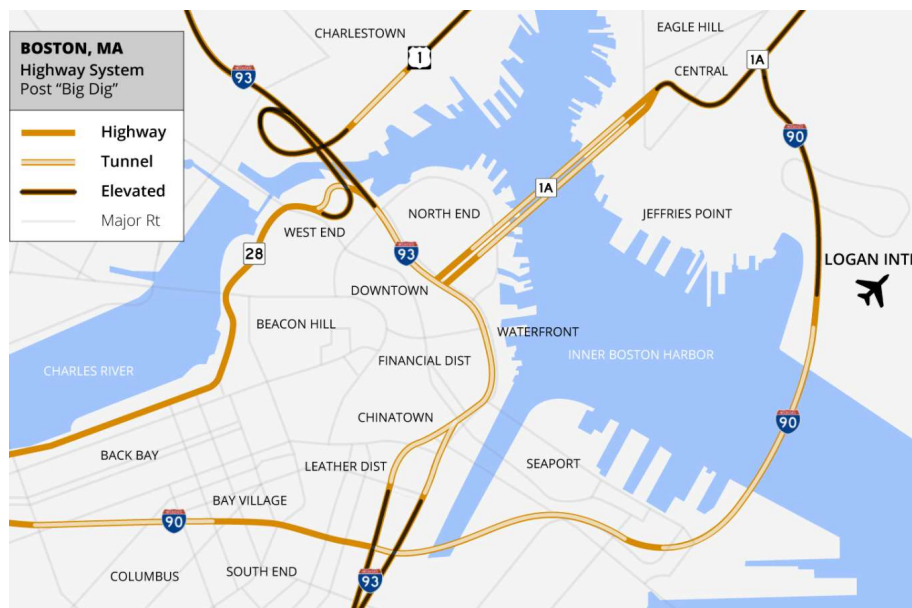 BOSTON, MA
Highway System
Post “Big Dig”
Highway
Tunnel
Elevated
Major Rt
CHARLESTOWN
EAGLE HILL
1
1A
93
CENTRAL
90
1A
NORTH END
JEFFRIES POINT
WEST END
28
93
LOGAN INTL
DOWNTOWN
BEACON HILL
WATERFRONT
INNER BOSTON HARBOR
FINANCIAL DIST
CHARLES RIVER
CHINATOWN
90
BACK BAY
LEATHER DIST
SEAPORT
BAY VILLAGE
90
COLUMBUS
SOUTH END
93